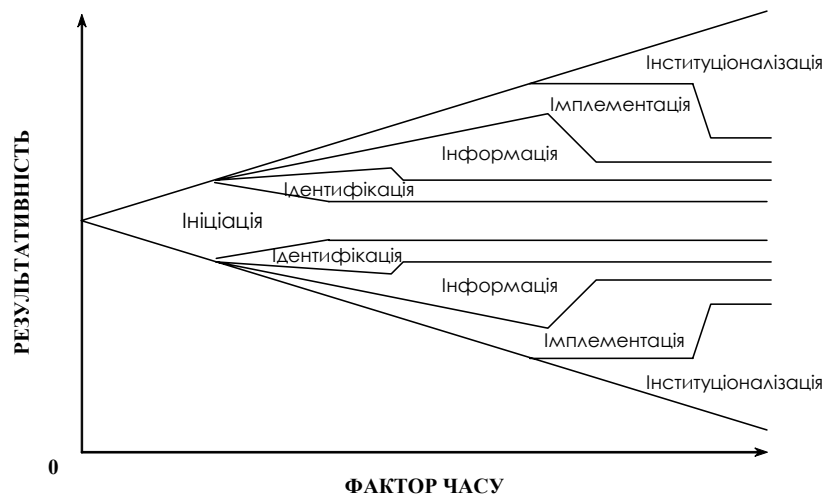 РЕЗУЛЬТАТИВНІСТЬ
Інституціоналізація
Імплементація
Інформація
Ідентифікація
Ініціація
Ідентифікація
Інформація
Імплементація
Інституціоналізація
0
ФАКТОР ЧАСУ